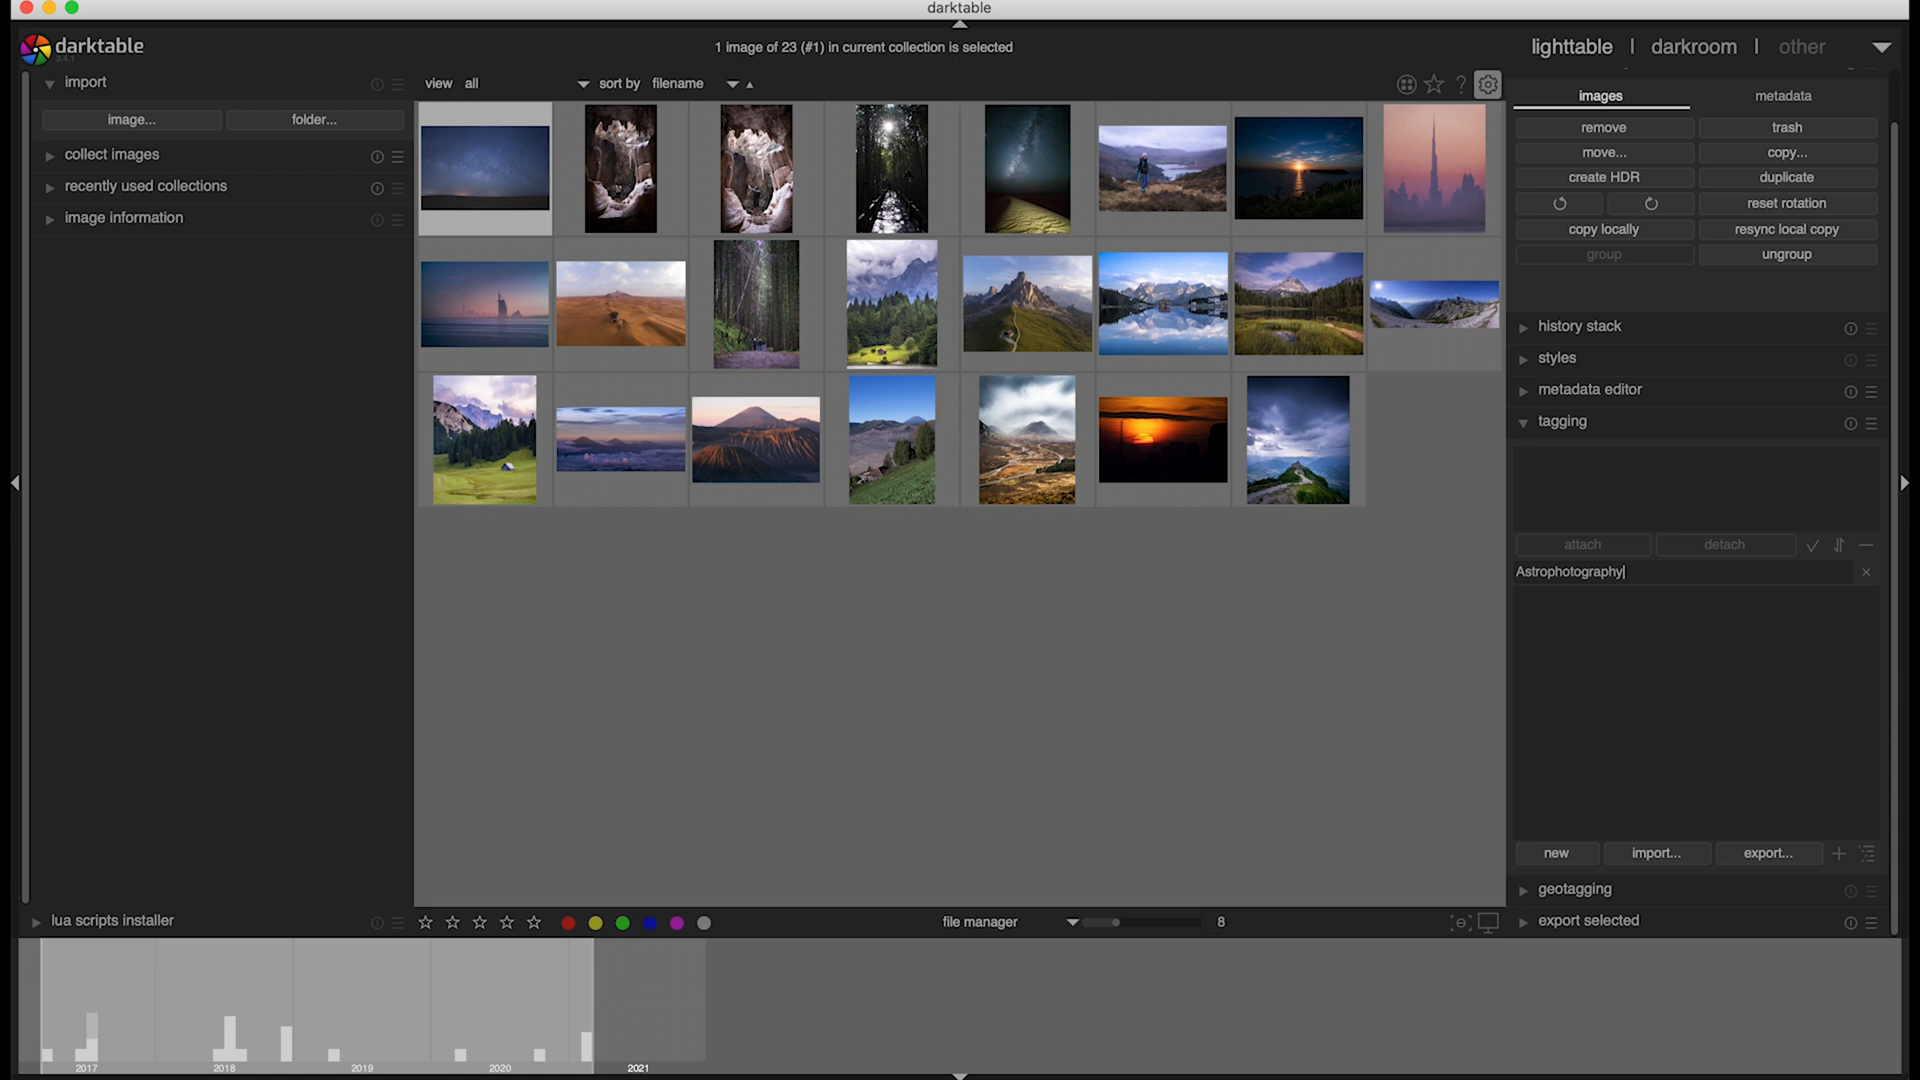 darktable
darktable
3.4.1
1 image of 23 (#1) in current collection is selected
lighttable | darkroom | other
import
view all
sort by filename
images metadata
image... folder...
remove trash
collect images
move... copy...
recently used collections
create HDR duplicate
reset rotation
image information
copy locally resync local copy
group ungroup
history stack
styles
metadata editor
tagging
attach detach
Astrophotography
new import... export...
geotagging
lua scripts installer
file manager 8
export selected
2017 2018 2019 2020 2021